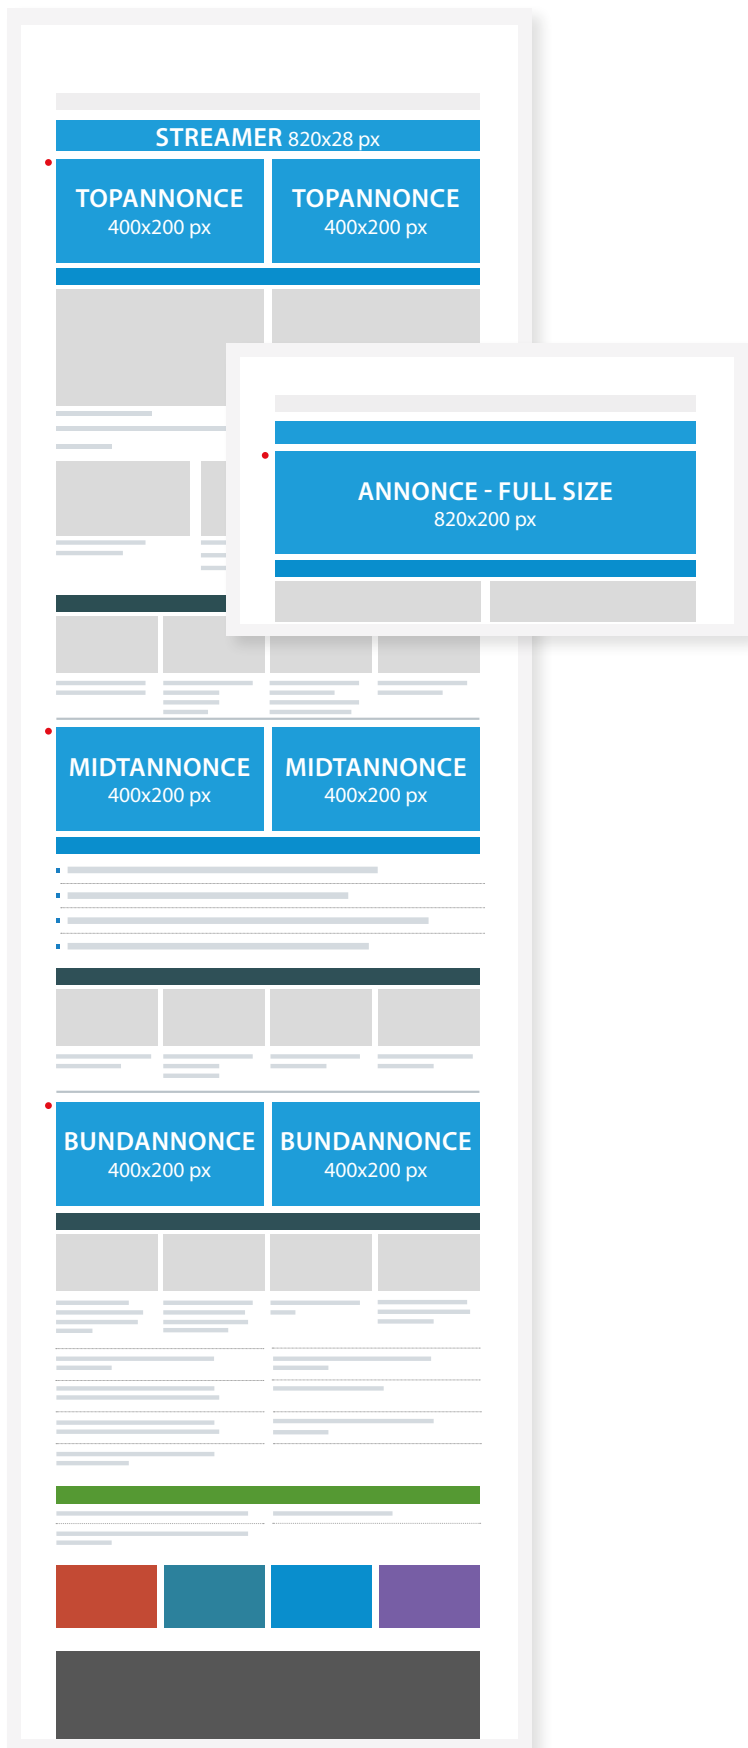 STREAMER 820x28 px
TOPANNONCE
400x200 px
TOPANNONCE
400x200 px
ANNONCE - FULL SIZE
820x200 px
MIDTANNONCE
400x200 px
MIDTANNONCE
400x200 px
BUNDANNONCE
400x200 px
BUNDANNONCE
400x200 px